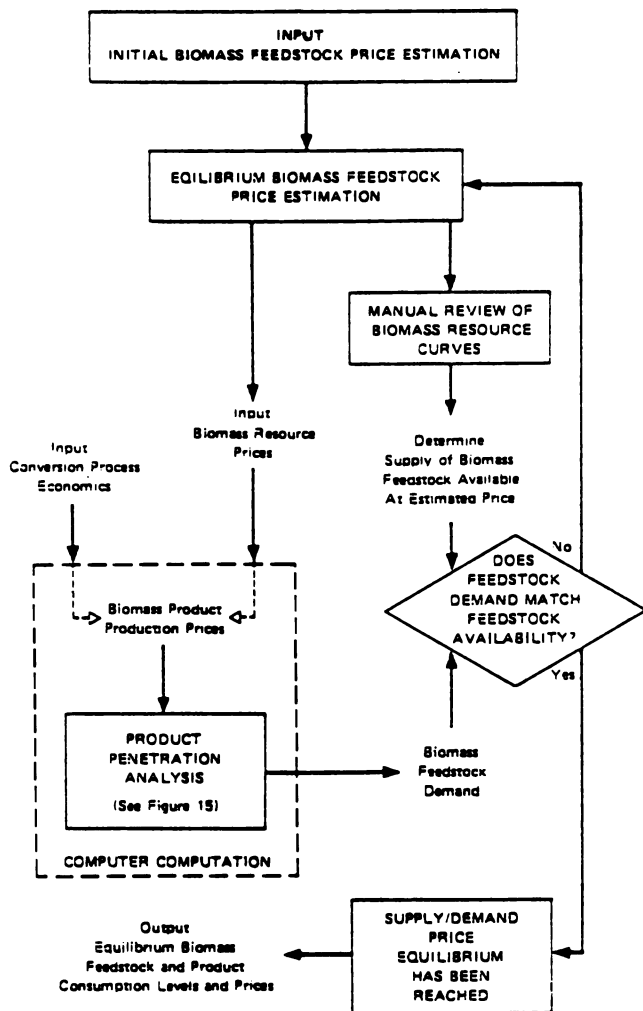 INPUT
INITIAL BIOMASS FEEDSTOCK PRICE ESTIMATION
EQILIBRIUM BIOMASS FEEDSTOCK
PRICE ESTIMATION
MANUAL REVIEW OF
BIOMASS RESOURCE
CURVES
Input
Biomass Resource
Prices
Determine
Supply of Biomass
Feedstock Available
At Estimated Price
Input
Conversion Process
Economics
No
DOES
FEEDSTOCK
DEMAND MATCH
FEEDSTOCK
AVAILABILITY?
Yes
Biomass Product
Production Prices
PRODUCT
PENETRATION
ANALYSIS
(See Figure 15)
Biomass
Feedstock
Demand
COMPUTER COMPUTATION
Output
Equilibrium Biomass
Feedstock and Product
Consumption Levels and Prices
SUPPLY/DEMAND
PRICE
EQUILIBRIUM
HAS BEEN
REACHED